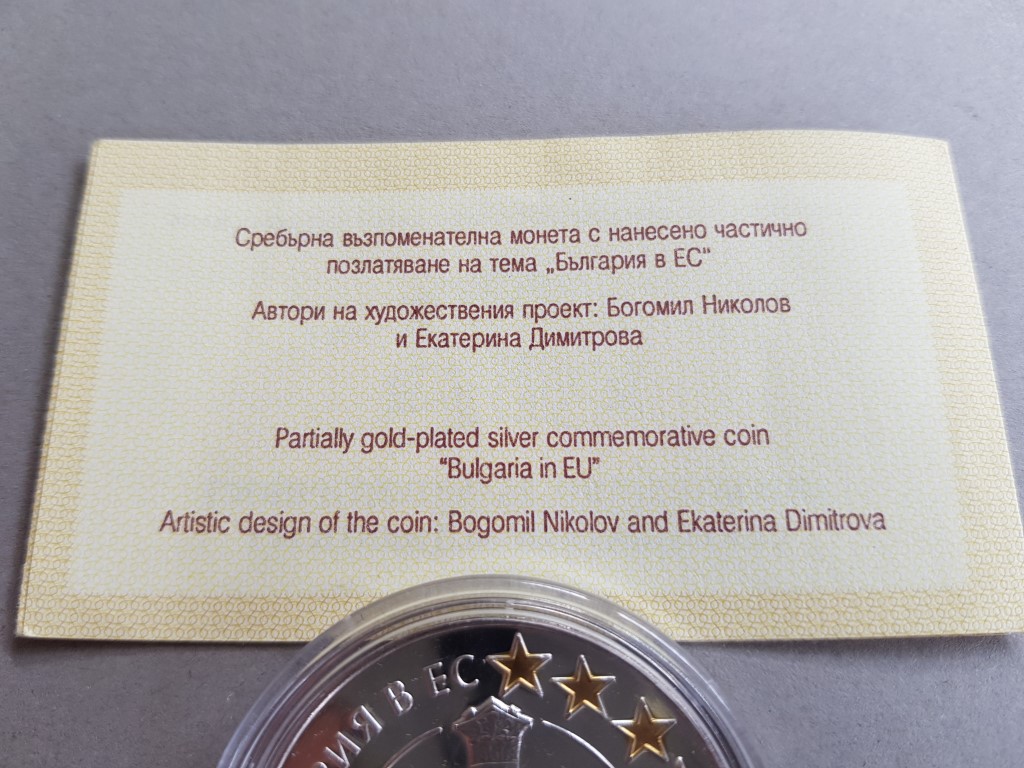 Сребърна възпоменателна монета с нанесено частично
позлатяване на тема „България в ЕС“
Автори на художествения проект: Богомил Николов
и Екатерина Димитрова
Partially gold-plated silver commemorative coin
“Bulgaria in EU”
Artistic design of the coin: Bogomil Nikolov and Ekaterina Dimitrova
В ЕС